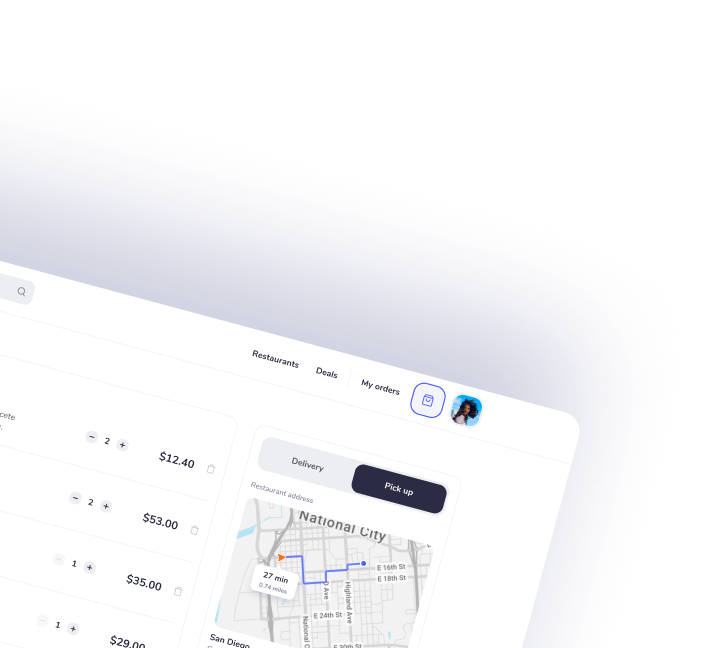 Restaurants Deals My orders
cete
2 $12.40
2 $53.00
1 $35.00
1 $29.00
Delivery Pick up
Restaurant address
National City
E 16th St
E 18th St
27 min
0.74 miles
D Ave
Highland Ave
E 24th St
National C
E 30th St
San Diego